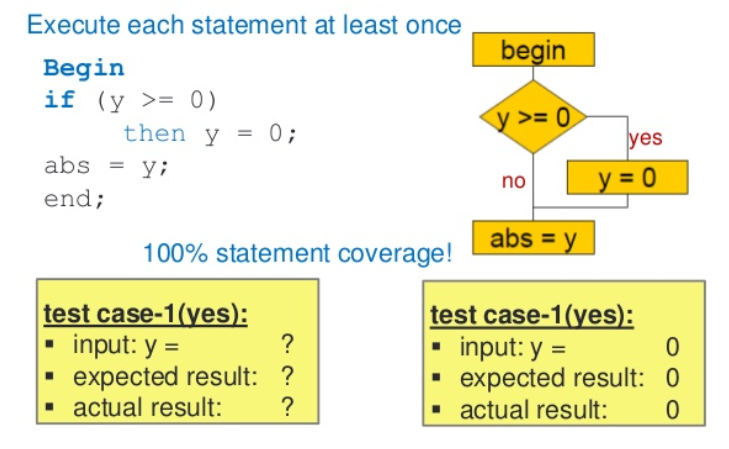 Execute each statement at least once
Begin
if (y >= 0)
then y = 0;
abs = y;
end;
begin
y >= 0
yes
no
y = 0
abs = y
100% statement coverage!
test case-1(yes):
▪ input: y = ?
▪ expected result: ?
▪ actual result: ?
test case-1(yes):
▪ input: y = 0
▪ expected result: 0
▪ actual result: 0